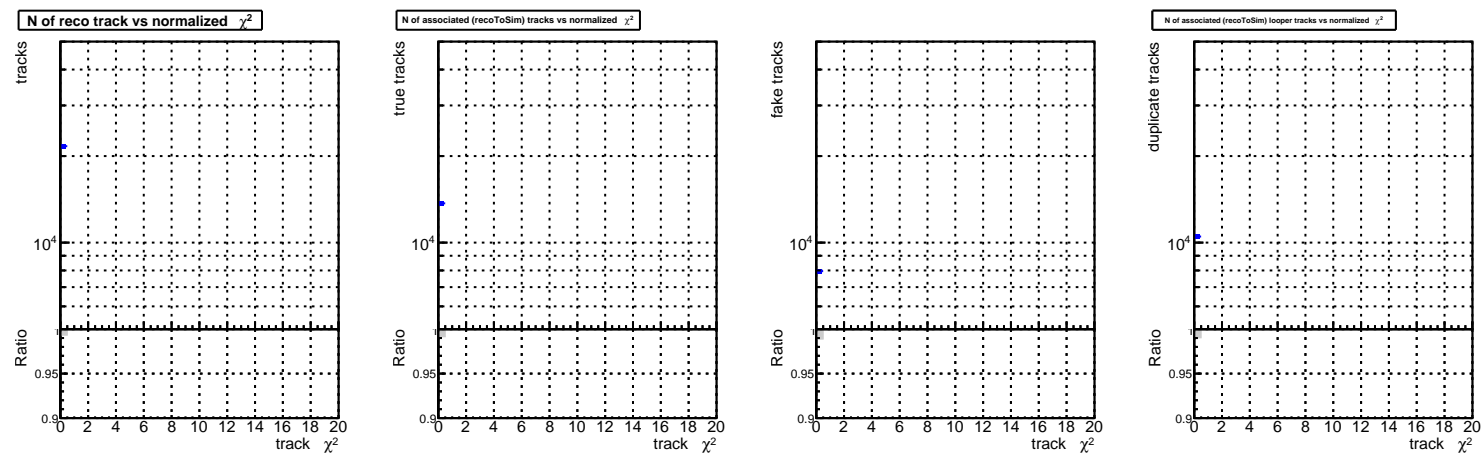 N of reco track vs normalized χ²
tracks
10⁴
Ratio
1
0.95
0.9
0 2 4 6 8 10 12 14 16 18 20
track χ²
N of associated (recoToSim) tracks vs normalized χ²
true tracks
10⁴
Ratio
1
0.95
0.9
0 2 4 6 8 10 12 14 16 18 20
track χ²
fake tracks
10⁴
Ratio
1
0.95
0.9
0 2 4 6 8 10 12 14 16 18 20
track χ²
N of associated (recoToSim) looper tracks vs normalized χ²
duplicate tracks
10⁴
Ratio
1
0.95
0.9
0 2 4 6 8 10 12 14 16 18 20
track χ²